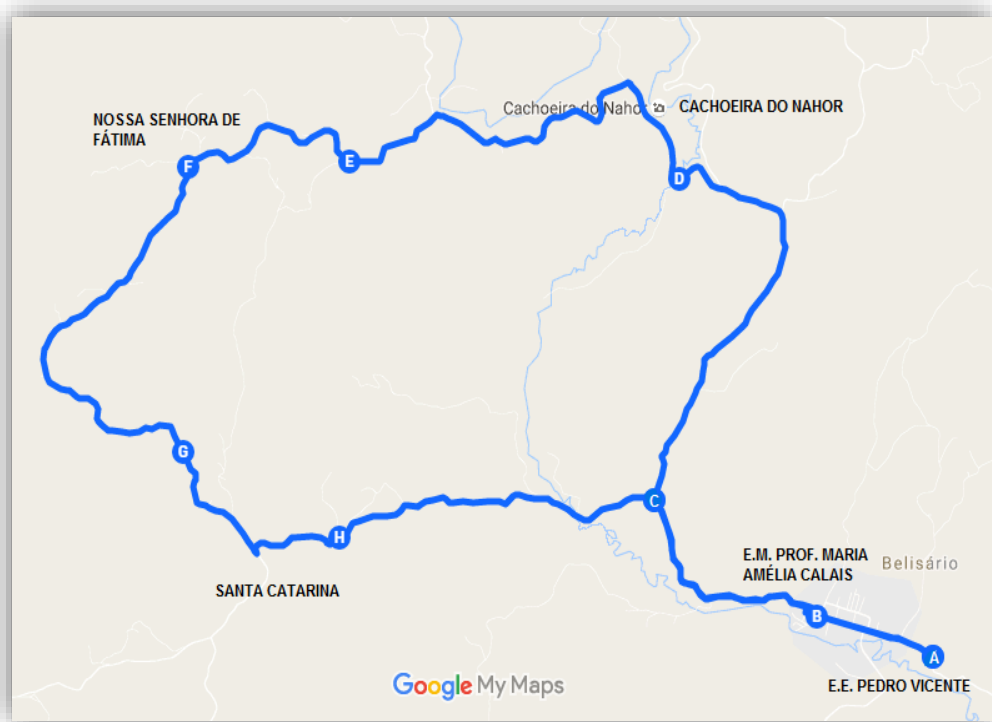 Cachoeira do Nahor
CACHOEIRA DO NAHOR
NOSSA SENHORA DE
FÁTIMA
F
E
D
G
C
H
E.M. PROF. MARIA
AMÉLIA CALAIS
Belisário
SANTA CATARINA
B
A
Google My Maps
E.E. PEDRO VICENTE